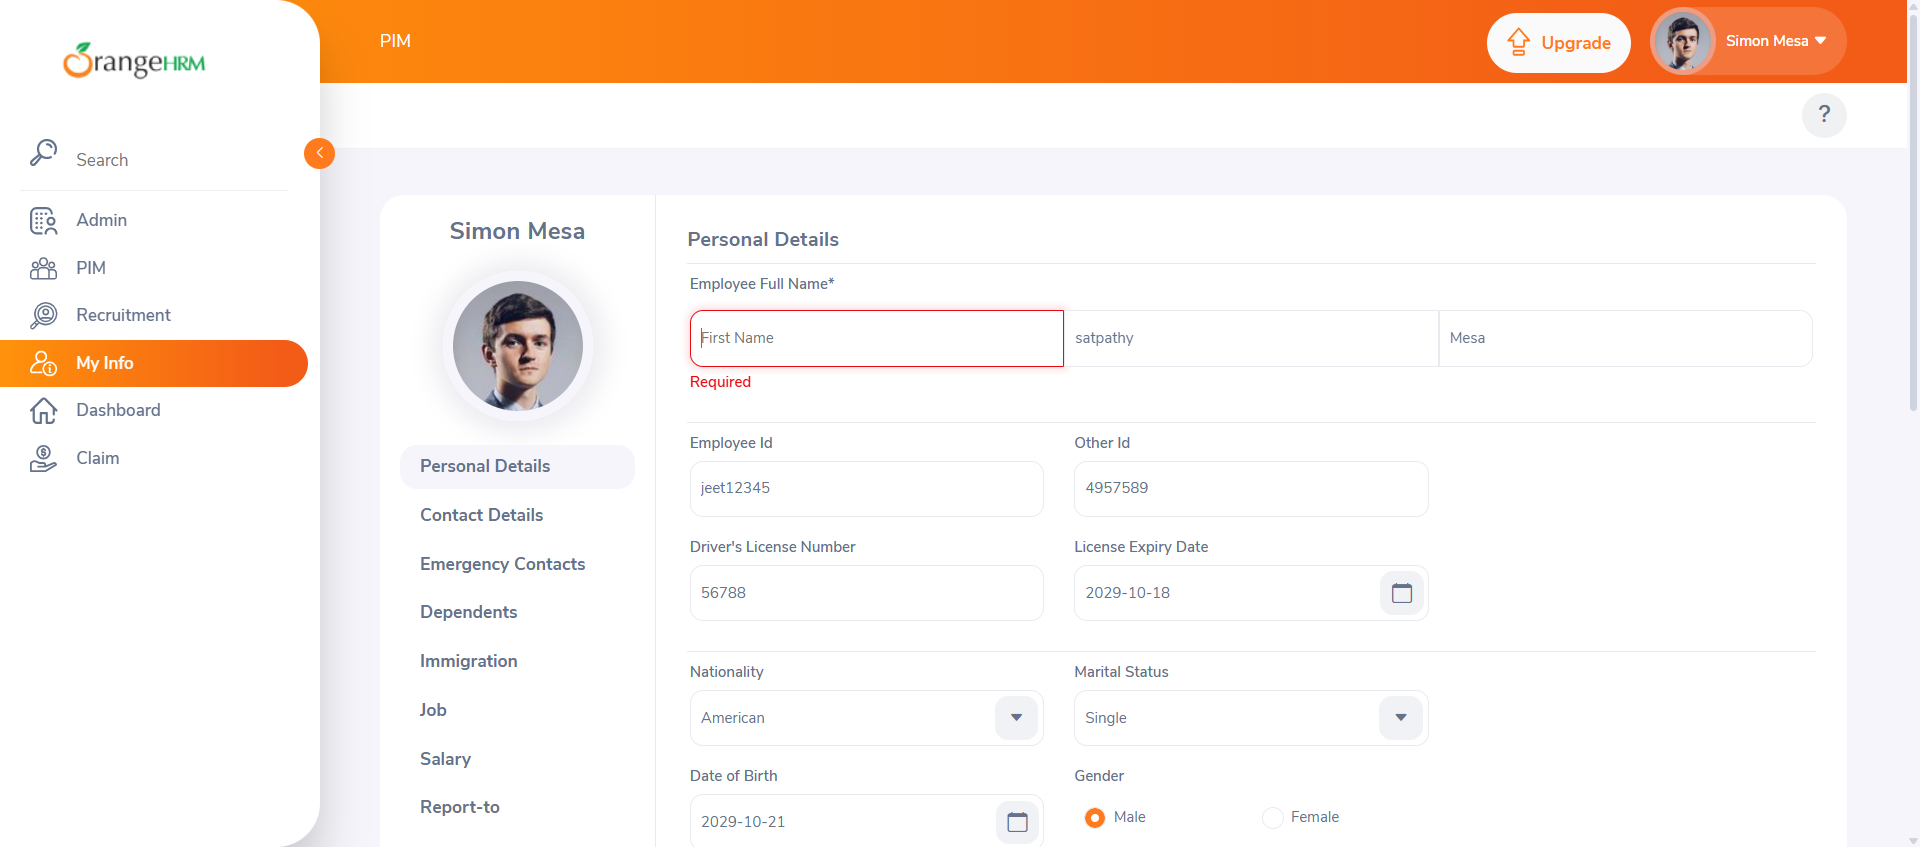 OrangeHRM
PIM
Upgrade
Simon Mesa
?
Search
Admin
PIM
Recruitment
My Info
Dashboard
Claim
Simon Mesa
Personal Details
Contact Details
Emergency Contacts
Dependents
Immigration
Job
Salary
Report-to
Personal Details
Employee Full Name*
First Name satpathy Mesa
Required
Employee Id Other Id
jeet12345 4957589
Driver's License Number License Expiry Date
56788 2029-10-18
Nationality Marital Status
American Single
Date of Birth Gender
2029-10-21 Male Female